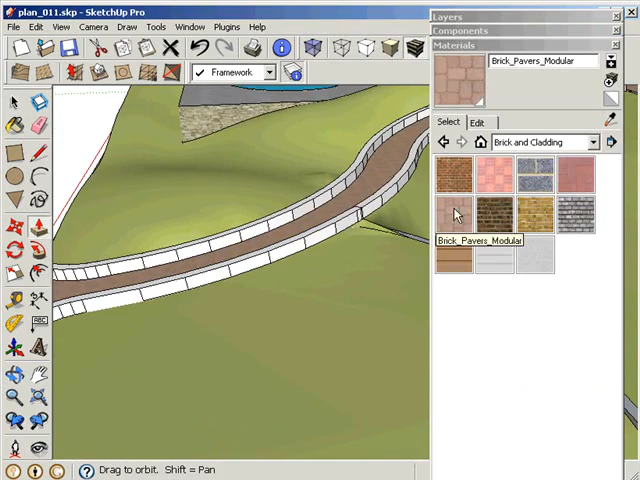 plan_011.skp - SketchUp Pro
File Edit View Camera Draw Tools Window Plugins Help
Framework
Layers
Components
Materials
Brick_Pavers_Modular
Select Edit
Brick and Cladding
Brick_Pavers_Modular
ABC
Drag to orbit. Shift = Pan